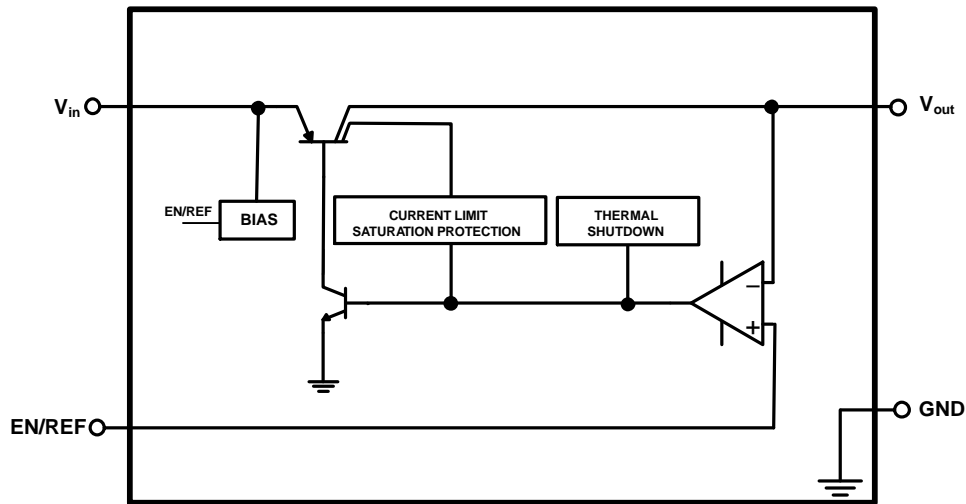 Vin
Vout
EN/REF
BIAS
CURRENT LIMIT
SATURATION PROTECTION
THERMAL
SHUTDOWN
−
+
EN/REF
GND